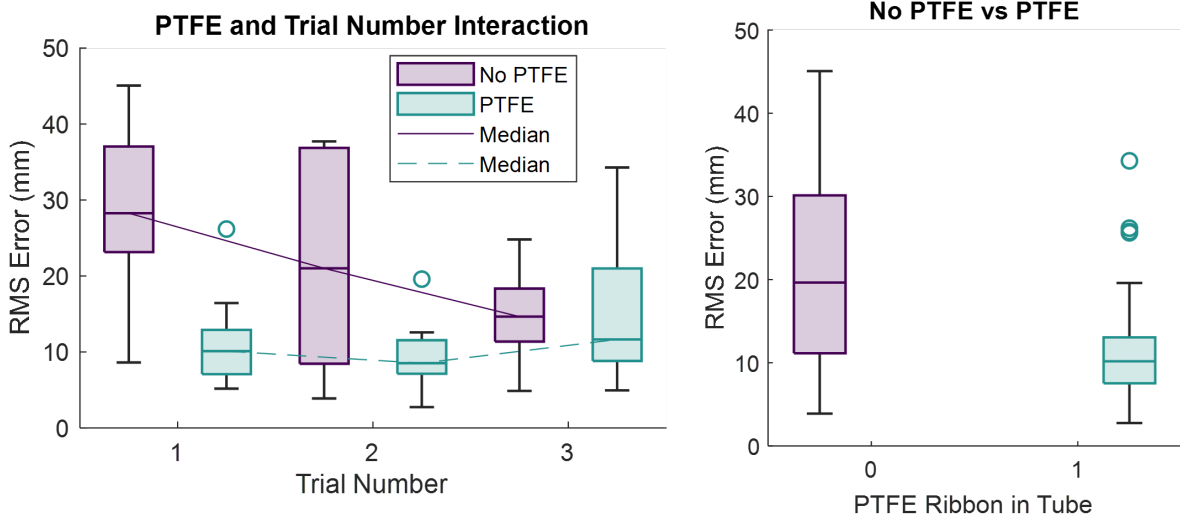 PTFE and Trial Number Interaction
50
40
30
20
10
0
RMS Error (mm)
No PTFE
PTFE
Median
Median
1
2
3
Trial Number
No PTFE vs PTFE
50
40
30
20
10
0
RMS Error (mm)
0
1
PTFE Ribbon in Tube